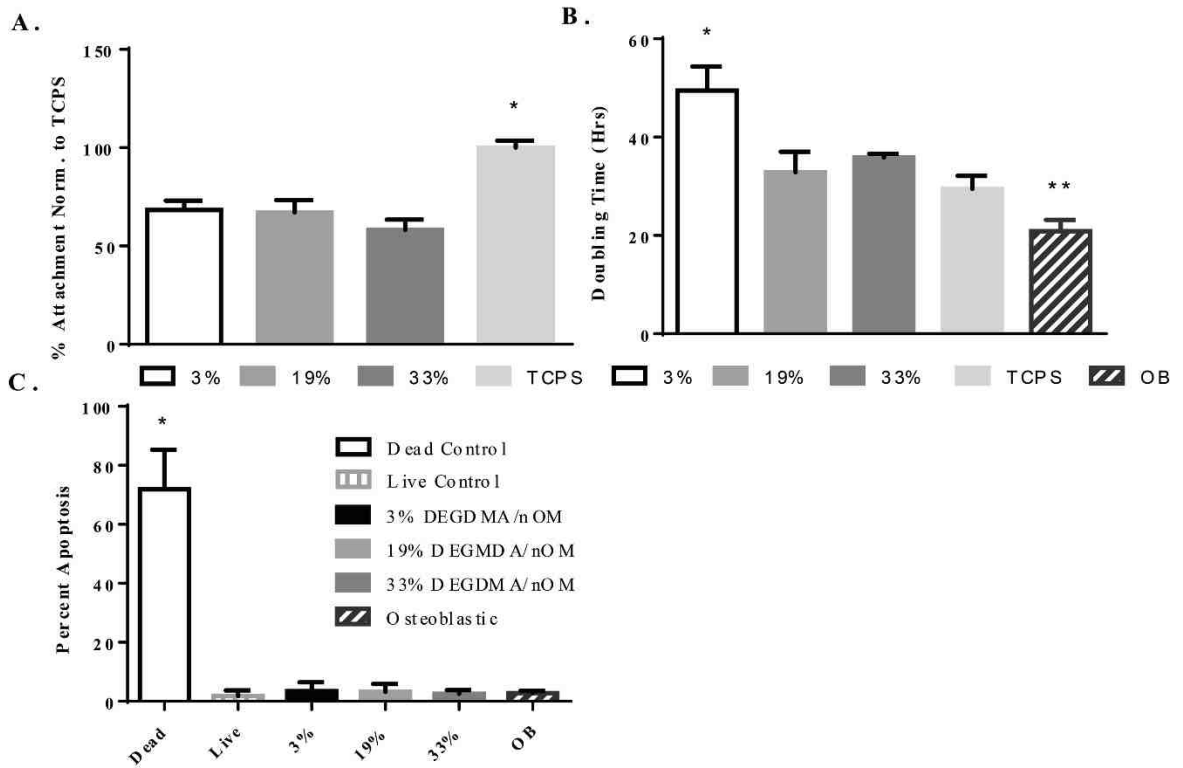 A.
% Attachment Norm. to TCPS
150
100
50
0
*
3% 19% 33% TCPS
B.
Doubling Time (Hrs)
60
40
20
0
*
**
3% 19% 33% TCPS OB
C.
Percent Apoptosis
100
80
60
40
20
0
*
Dead Control
Live Control
3% DEGDMA/nOM
19% DEGMDA/nOM
33% DEGDMA/nOM
Osteoblastic
Dead Live 3% 19% 33% OB